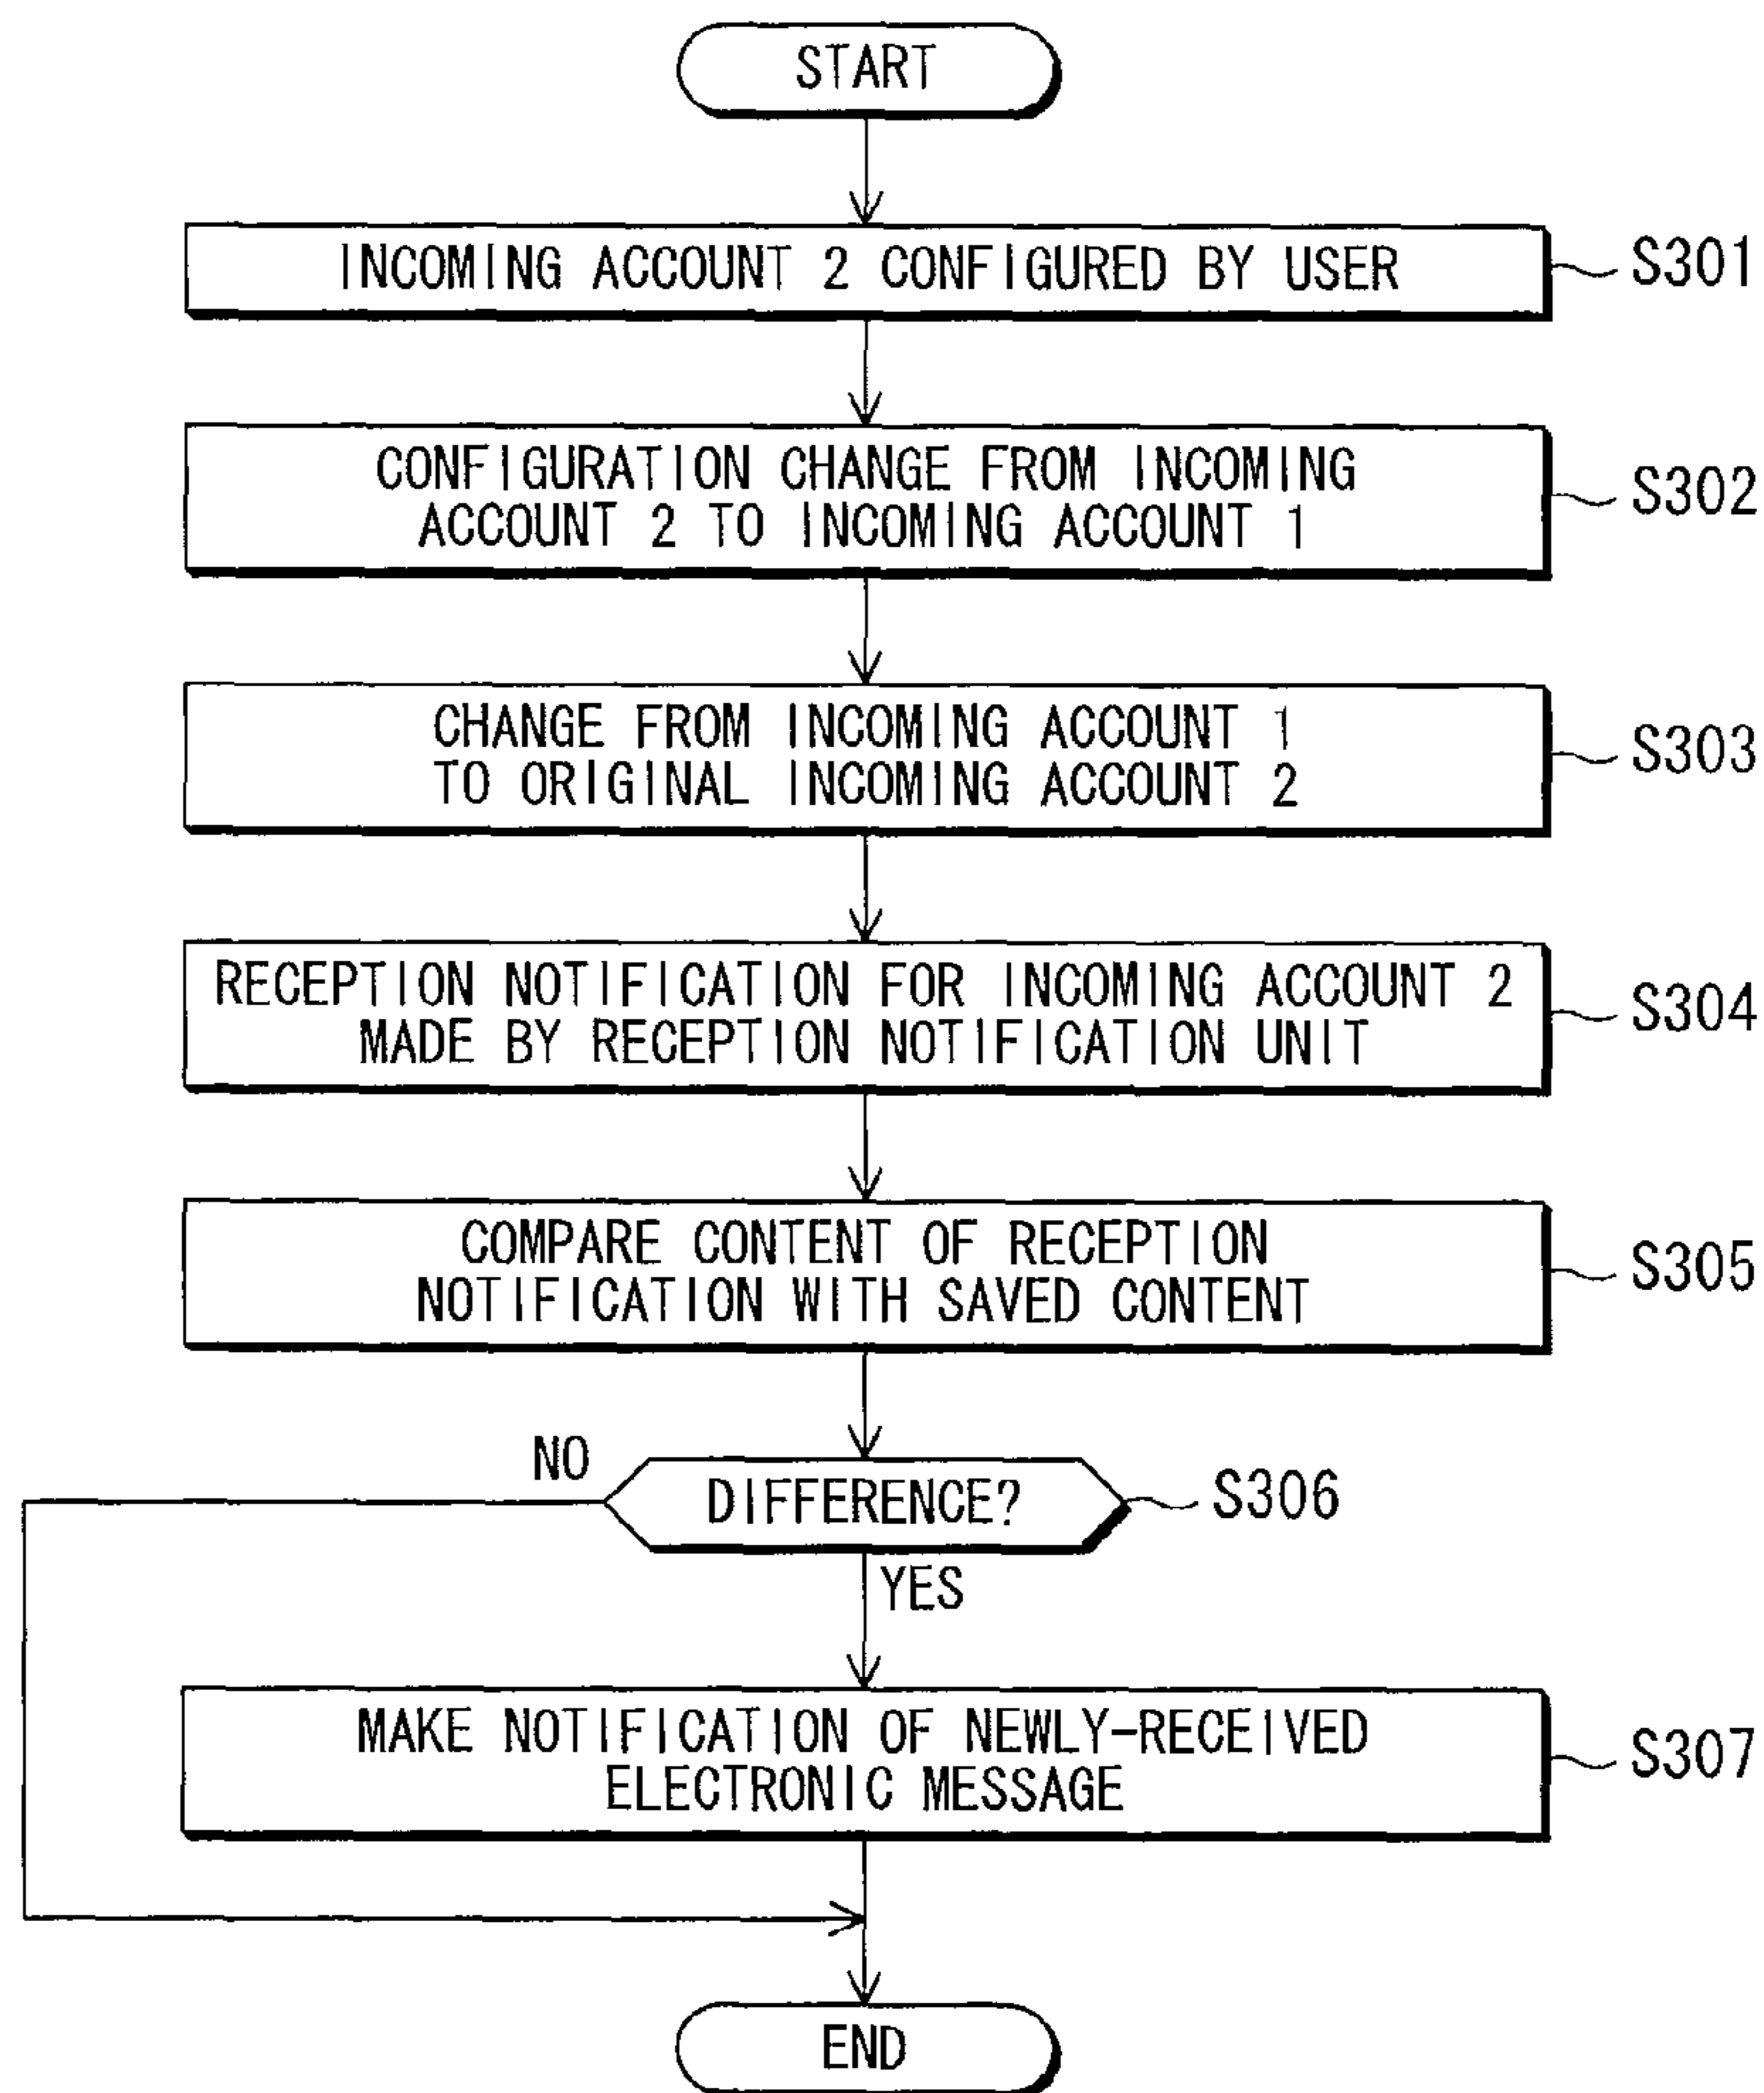 START
INCOMING ACCOUNT 2 CONFIGURED BY USER
S301
CONFIGURATION CHANGE FROM INCOMING
ACCOUNT 2 TO INCOMING ACCOUNT 1
S302
CHANGE FROM INCOMING ACCOUNT 1
TO ORIGINAL INCOMING ACCOUNT 2
S303
RECEPTION NOTIFICATION FOR INCOMING ACCOUNT 2
MADE BY RECEPTION NOTIFICATION UNIT
S304
COMPARE CONTENT OF RECEPTION
NOTIFICATION WITH SAVED CONTENT
S305
NO
DIFFERENCE?
S306
YES
MAKE NOTIFICATION OF NEWLY-RECEIVED
ELECTRONIC MESSAGE
S307
END